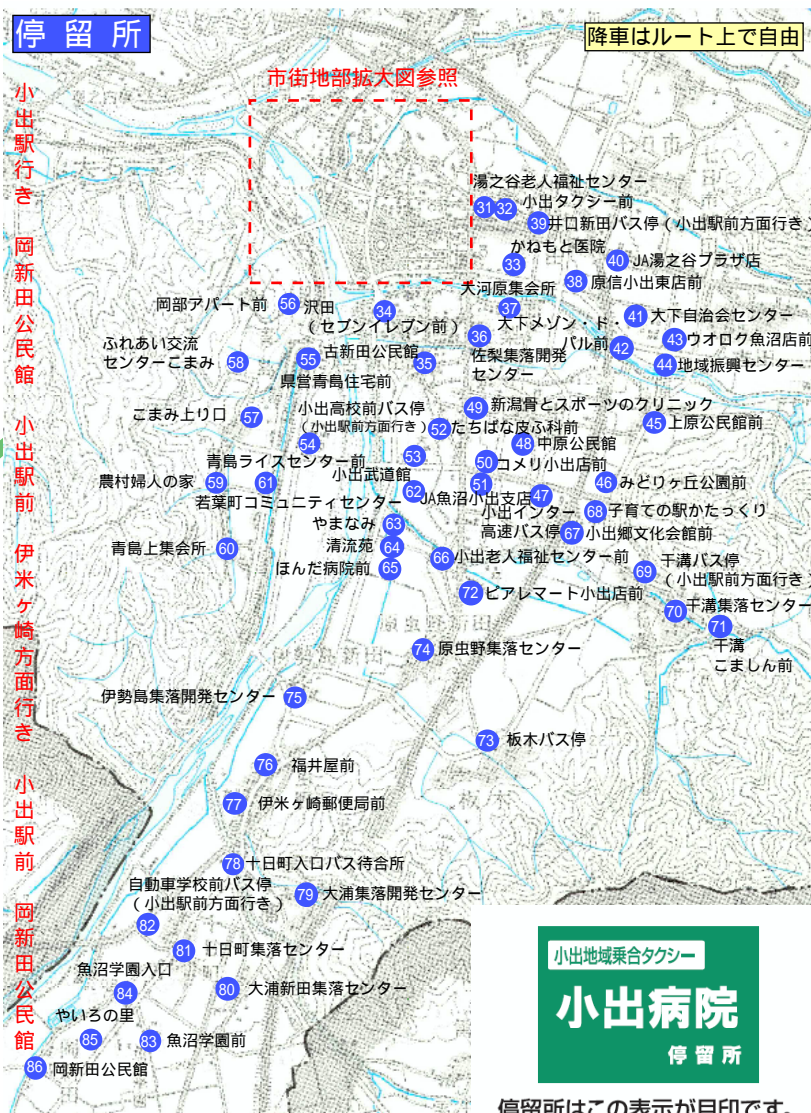 停留所
降車はルート上で自由
市街地部拡大図参照
小出駅行き 岡新田公民館 小出駅前 伊米ヶ崎方面行き 小出駅前 岡新田公民館
湯之谷老人福祉センター
31 32 小出タクシー前
39 井口新田バス停(小出駅前方面行き)
かねもと医院
33
40 JA湯之谷プラザ店
38 原信小出東店前
大河原集会所
37
岡部アパート前 56
沢田
(セブンイレブン前)
34
41 大下自治会センター
大下メゾン・ド・
パル前 42
43 ウオロク魚沼店前
44 地域振興センター
36
佐梨集落開発
センター
ふれあい交流
センターこまみ 58
55 古新田公民館
35
県営青島住宅前
49 新潟骨とスポーツのクリニック
45 上原公民館前
こまみ上り口 57
小出高校前バス停
(小出駅前方面行き)
52 たちばな皮ふ科前
48 中原公民館
54
青島ライスセンター前
53
小出武道館
50 コメリ小出店前
農村婦人の家 59
61
若葉町コミュニティセンター
62
JA魚沼小出支店
51
47
小出インター
高速バス停
46 みどりヶ丘公園前
68 子育ての駅かたっくり
67 小出郷文化会館前
やまなみ 63
清流苑 64
ほんだ病院前 65
青島上集会所 60
66 小出老人福祉センター前
69 干溝バス停
(小出駅前方面行き)
72 ピアレマート小出店前
70 干溝集落センター
71
干溝
こましん前
74 原虫野集落センター
伊勢島集落開発センター 75
73 板木バス停
76 福井屋前
77 伊米ヶ崎郵便局前
78 十日町入口バス待合所
自動車学校前バス停
(小出駅前方面行き)
82
79 大浦集落開発センター
81 十日町集落センター
魚沼学園入口
84
80 大浦新田集落センター
やいろの里
85
83 魚沼学園前
86 岡新田公民館
小出地域乗合タクシー
小出病院
停留所
停留所はこの表示が目印です。